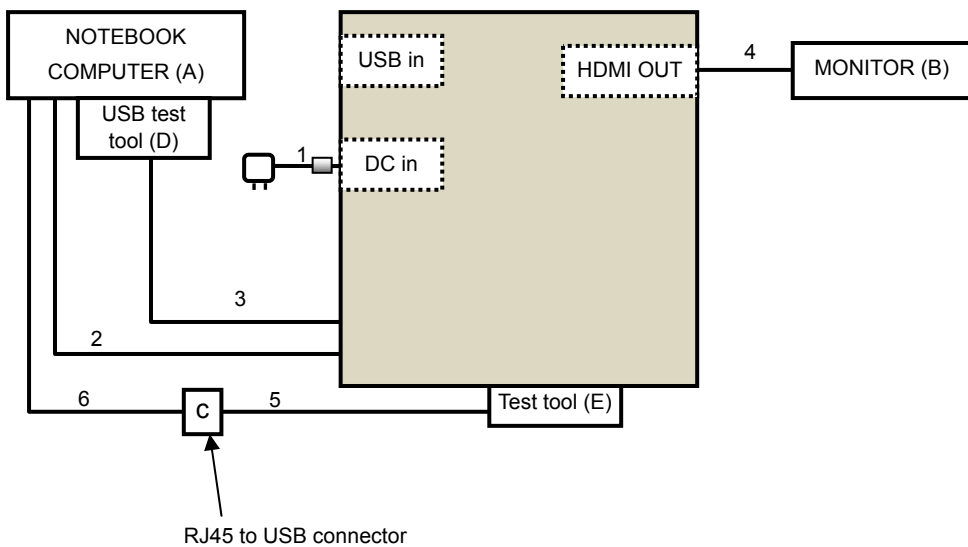 NOTEBOOK
COMPUTER (A)
USB test
tool (D)
USB in
HDMI OUT
4
MONITOR (B)
1
DC in
3
2
6
C
5
Test tool (E)
RJ45 to USB connector